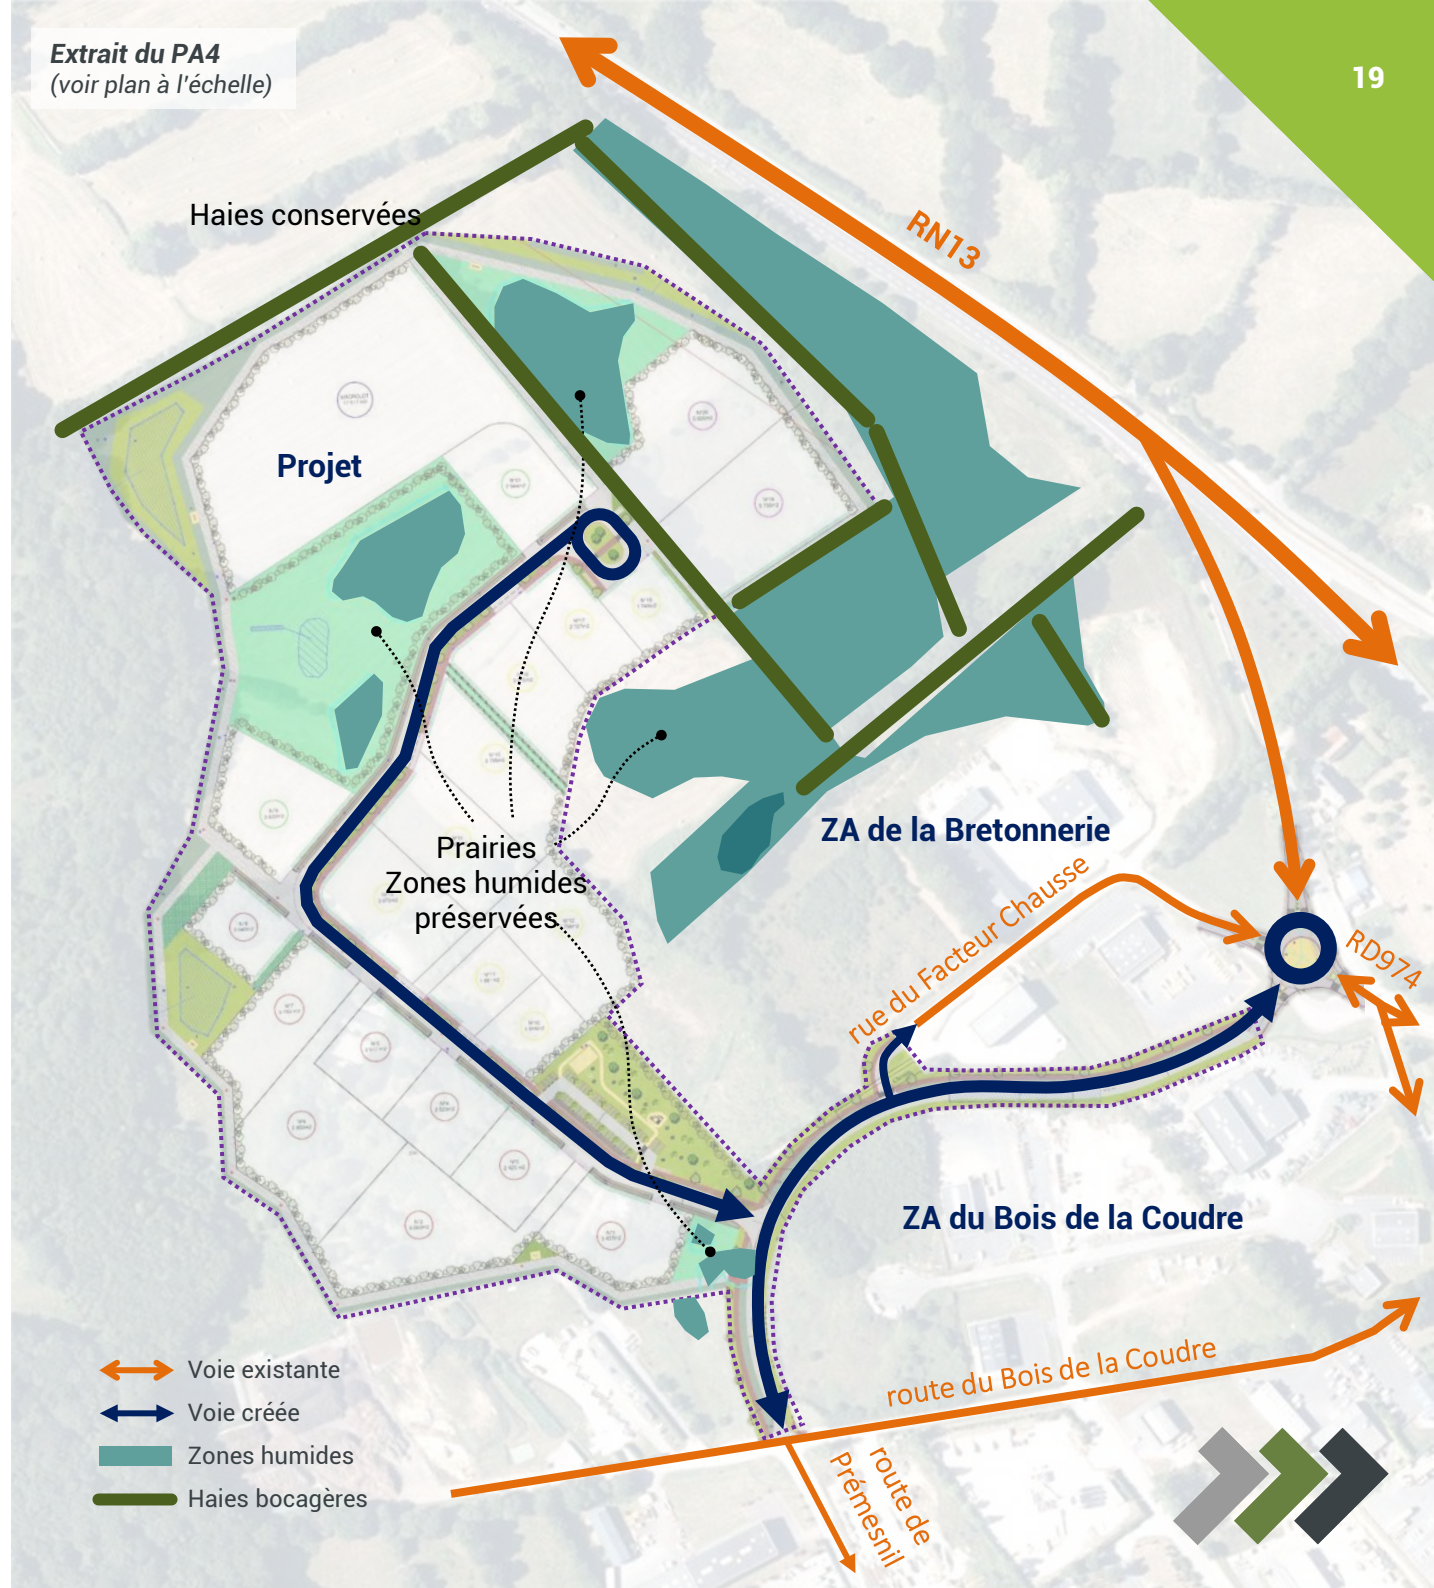 Extrait du PA4
(voir plan à l'échelle)
19
RN13
Haies conservées
Projet
ZA de la Bretonnerie
Prairies
Zones humides
préservées
rue du Facteur Chausse
RD974
ZA du Bois de la Coudre
route du Bois de la Coudre
route de
Prémesnil
Voie existante
Voie créée
Zones humides
Haies bocagères